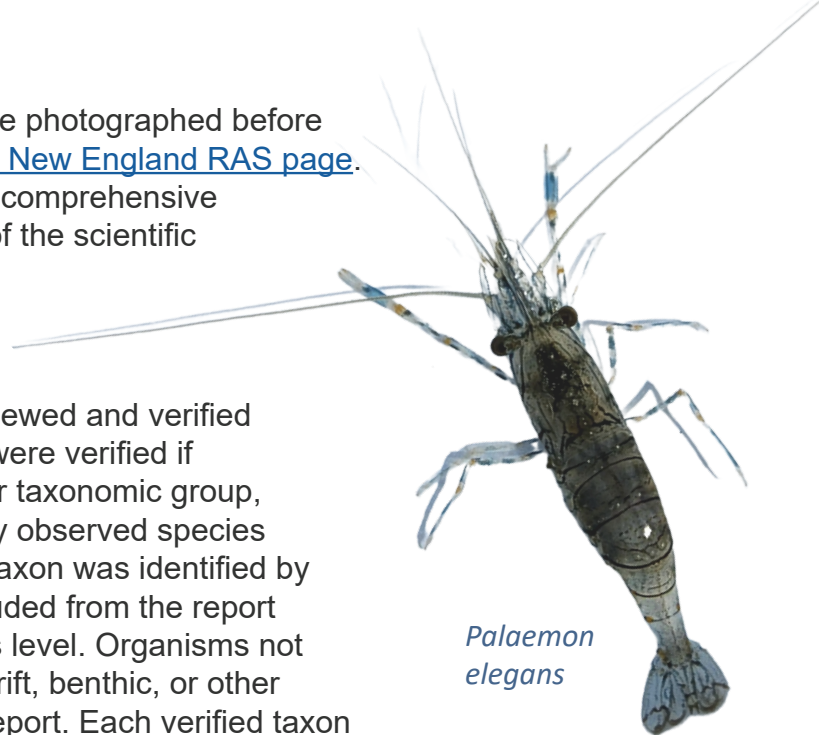 e photographed before
New England RAS page.
comprehensive
of the scientific
ewed and verified
were verified if
r taxonomic group,
y observed species
axon was identified by
uded from the report
s level. Organisms not
rift, benthic, or other
eport. Each verified taxon
Palaemon
elegans